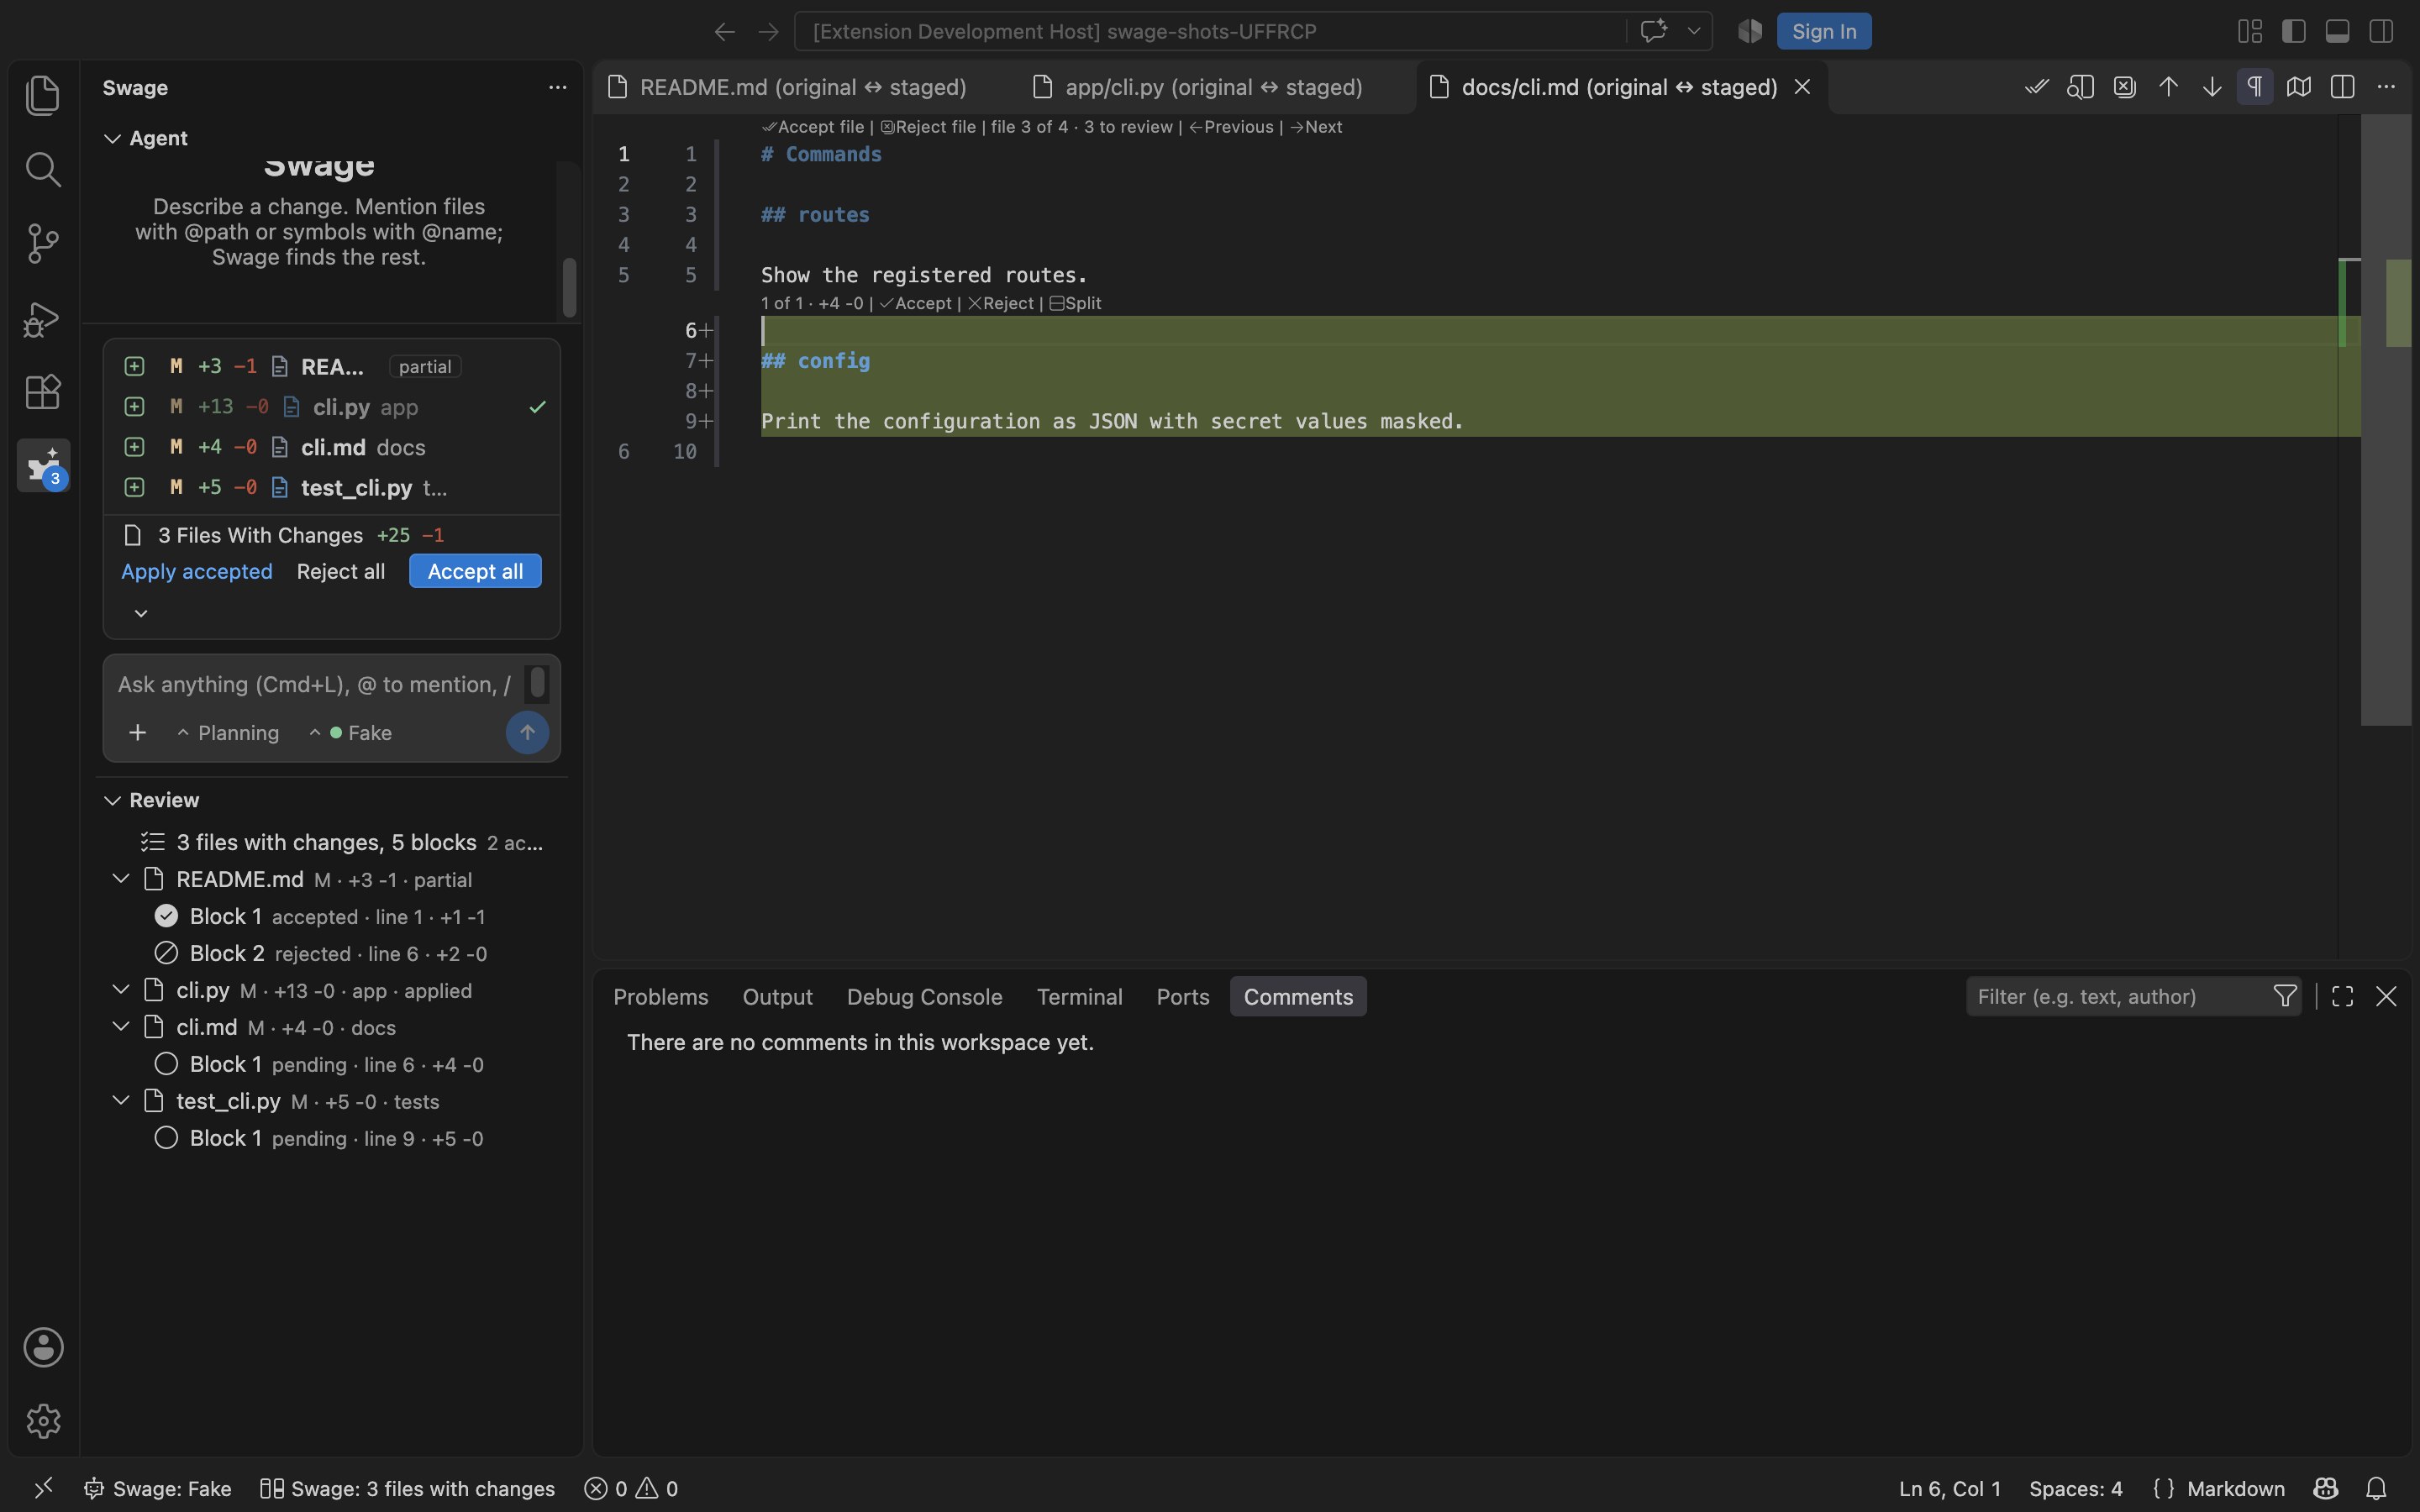 [Extension Development Host] swage-shots-UFFRCP
Sign In
Swage
Agent
Swage
Describe a change. Mention files
with @path or symbols with @name;
Swage finds the rest.
M +3 −1 REA... partial
M +13 −0 cli.py app
M +4 −0 cli.md docs
M +5 −0 test_cli.py t...
3 Files With Changes +25 −1
Apply accepted Reject all Accept all
Ask anything (Cmd+L), @ to mention, /
Planning Fake
Review
3 files with changes, 5 blocks 2 ac...
README.md M · +3 -1 · partial
Block 1 accepted · line 1 · +1 -1
Block 2 rejected · line 6 · +2 -0
cli.py M · +13 -0 · app · applied
cli.md M · +4 -0 · docs
Block 1 pending · line 6 · +4 -0
test_cli.py M · +5 -0 · tests
Block 1 pending · line 9 · +5 -0
3
README.md (original ↔ staged) app/cli.py (original ↔ staged) docs/cli.md (original ↔ staged)
Accept file | Reject file | file 3 of 4 · 3 to review | ←Previous | →Next
1 1 # Commands
2 2
3 3 ## routes
4 4
5 5 Show the registered routes.
1 of 1 · +4 -0 | Accept | Reject | Split
6+
7+ ## config
8+
9+ Print the configuration as JSON with secret values masked.
6 10
Problems Output Debug Console Terminal Ports Comments
Filter (e.g. text, author)
There are no comments in this workspace yet.
Swage: Fake Swage: 3 files with changes 0 0
Ln 6, Col 1 Spaces: 4 { } Markdown